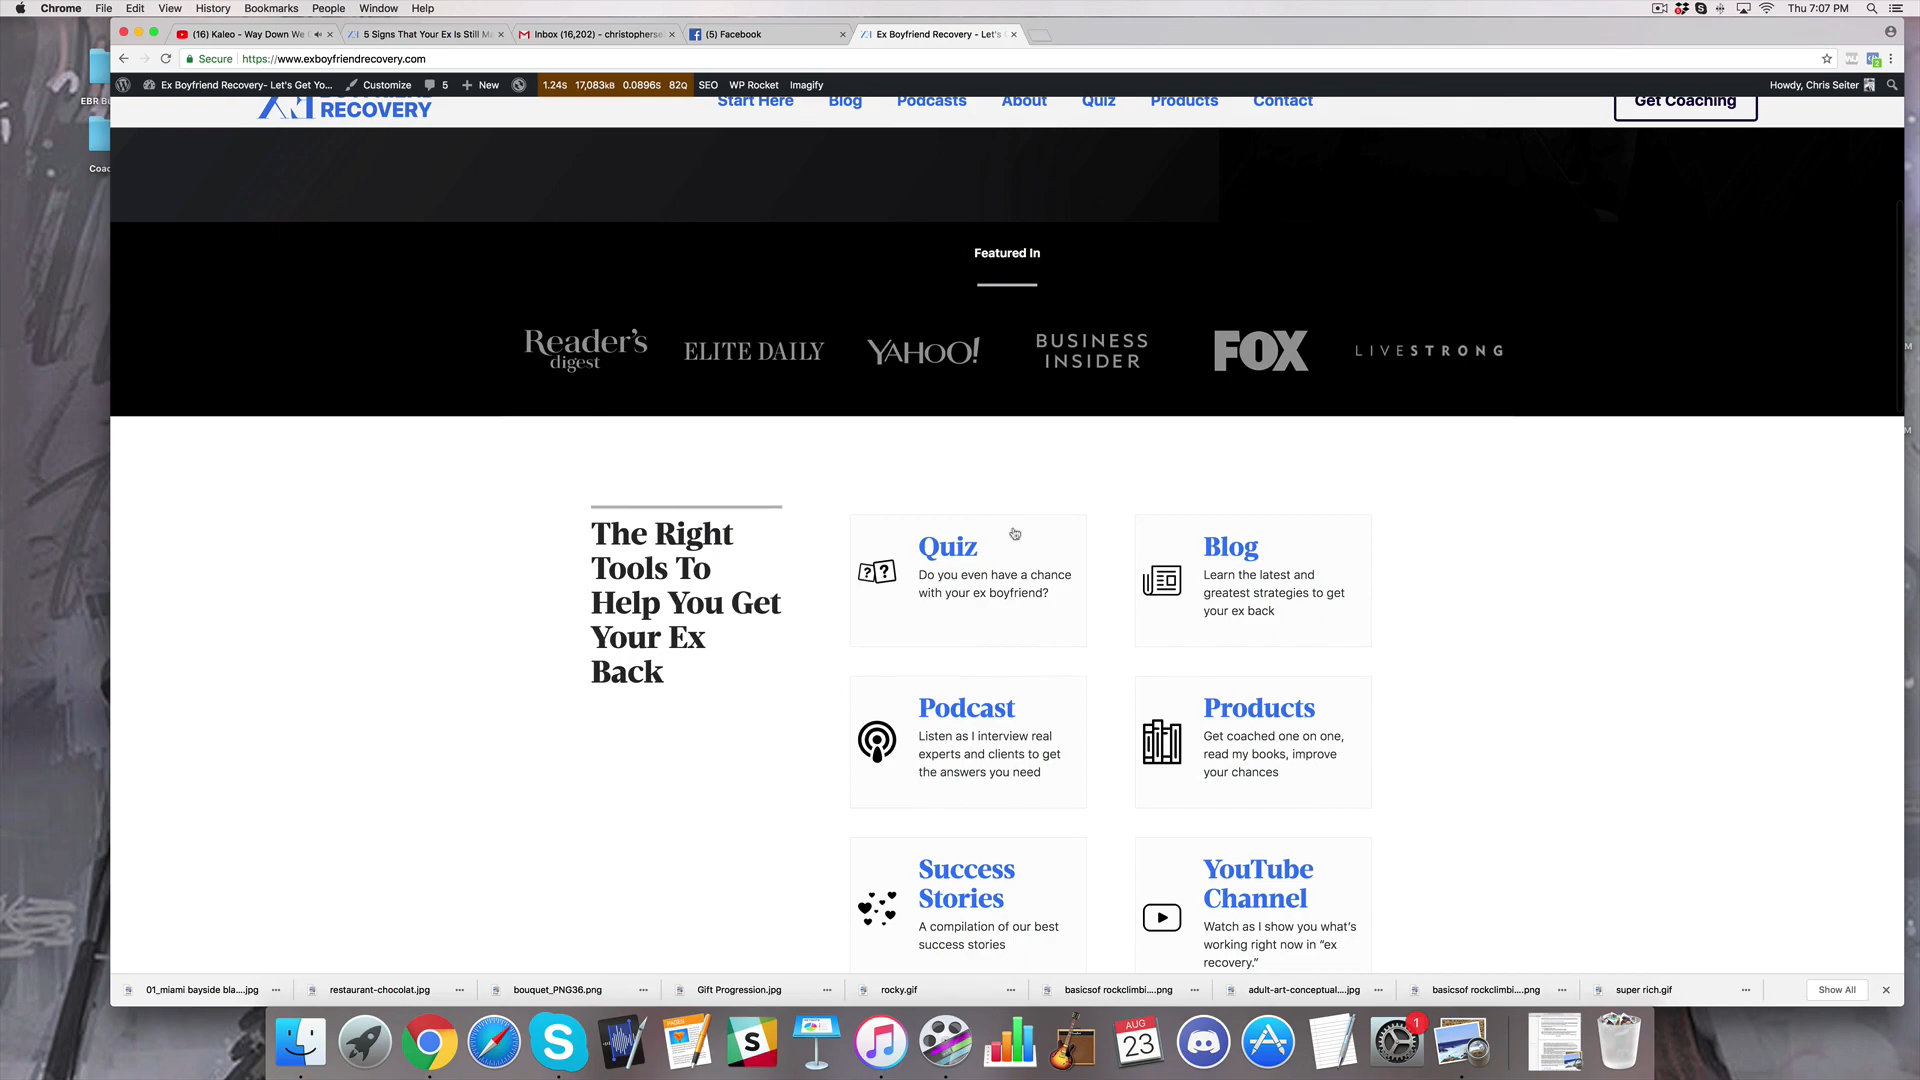 Chrome File Edit View History Bookmarks People Window Help
Thu 7:07 PM
(16) Kaleo - Way Down We
5 Signs That Your Ex Is Still Ma
Inbox (16,202) - christopherse
(5) Facebook
Ex Boyfriend Recovery - Let's
Secure https://www.exboyfriendrecovery.com
Ex Boyfriend Recovery- Let's Get Yo... Customize 5 New 1.24S 17,083kB 0.0896S 82Q SEO WP Rocket Imagify
Howdy, Chris Seiter
RECOVERY
Start Here Blog Podcasts About Quiz Products Contact
Get Coaching
Featured In
Reader's digest
ELITE DAILY
YAHOO!
BUSINESS INSIDER
FOX
LIVESTRONG
The Right
Tools To
Help You Get
Your Ex
Back
Quiz
Do you even have a chance
with your ex boyfriend?
Blog
Learn the latest and
greatest strategies to get
your ex back
Podcast
Listen as I interview real
experts and clients to get
the answers you need
Products
Get coached one on one,
read my books, improve
your chances
Success
Stories
A compilation of our best
success stories
YouTube
Channel
Watch as I show you what's
working right now in "ex
recovery."
01_miami bayside bla....jpg
restaurant-chocolat.jpg
bouquet_PNG36.png
Gift Progression.jpg
rocky.gif
basicsof rockclimbi....png
adult-art-conceptual....jpg
basicsof rockclimbi....png
super rich.gif
Show All
AUG
23
1